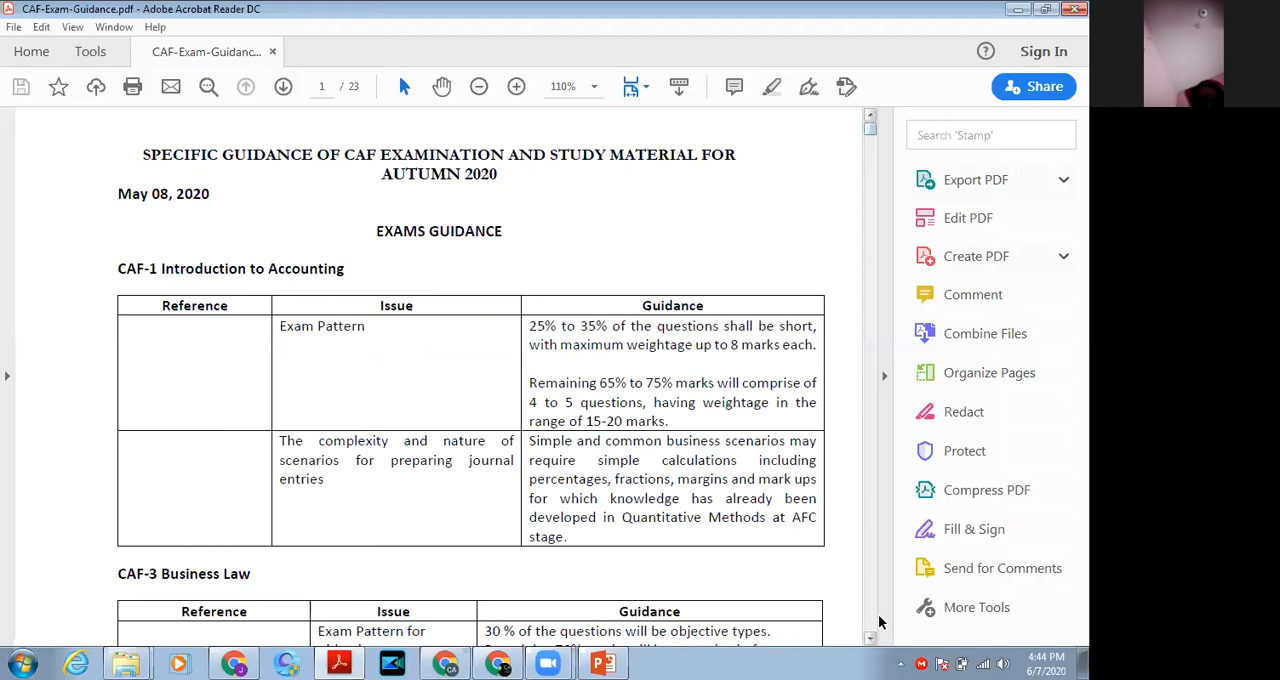 CAF-Exam-Guidance.pdf - Adobe Acrobat Reader DC
File Edit View Window Help
Home Tools CAF-Exam-Guidanc... ×
Sign In
1 / 23
110%
Share
SPECIFIC GUIDANCE OF CAF EXAMINATION AND STUDY MATERIAL FOR
AUTUMN 2020
May 08, 2020
EXAMS GUIDANCE
CAF-1 Introduction to Accounting
Reference Issue Guidance
Exam Pattern
25% to 35% of the questions shall be short,
with maximum weightage up to 8 marks each.
Remaining 65% to 75% marks will comprise of
4 to 5 questions, having weightage in the
range of 15-20 marks.
The complexity and nature of
scenarios for preparing journal
entries
Simple and common business scenarios may
require simple calculations including
percentages, fractions, margins and mark ups
for which knowledge has already been
developed in Quantitative Methods at AFC
stage.
CAF-3 Business Law
Reference Issue Guidance
Exam Pattern for
30 % of the questions will be objective types.
Search 'Stamp'
Export PDF
Edit PDF
Create PDF
Comment
Combine Files
Organize Pages
Redact
Protect
Compress PDF
Fill & Sign
Send for Comments
More Tools
4:44 PM
6/7/2020